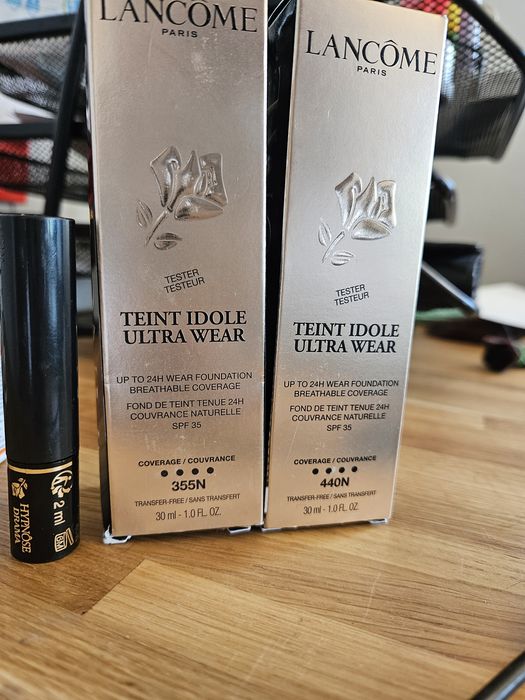 LANCÔME
PARIS
TESTER
TESTEUR
TEINT IDOLE
ULTRA WEAR
UP TO 24H WEAR FOUNDATION
BREATHABLE COVERAGE
FOND DE TEINT TENUE 24H
COUVRANCE NATURELLE
SPF 35
COVERAGE / COUVRANCE
355N
TRANSFER-FREE / SANS TRANSFERT
30 ml - 1.0 FL. OZ.
LANCÔME
PARIS
TESTER
TESTEUR
TEINT IDOLE
ULTRA WEAR
UP TO 24H WEAR FOUNDATION
BREATHABLE COVERAGE
FOND DE TEINT TENUE 24H
COUVRANCE NATURELLE
SPF 35
COVERAGE / COUVRANCE
440N
TRANSFER-FREE / SANS TRANSFERT
30 ml - 1.0 FL. OZ.
HYPNÔSE
DRAMA
2 ml
6M